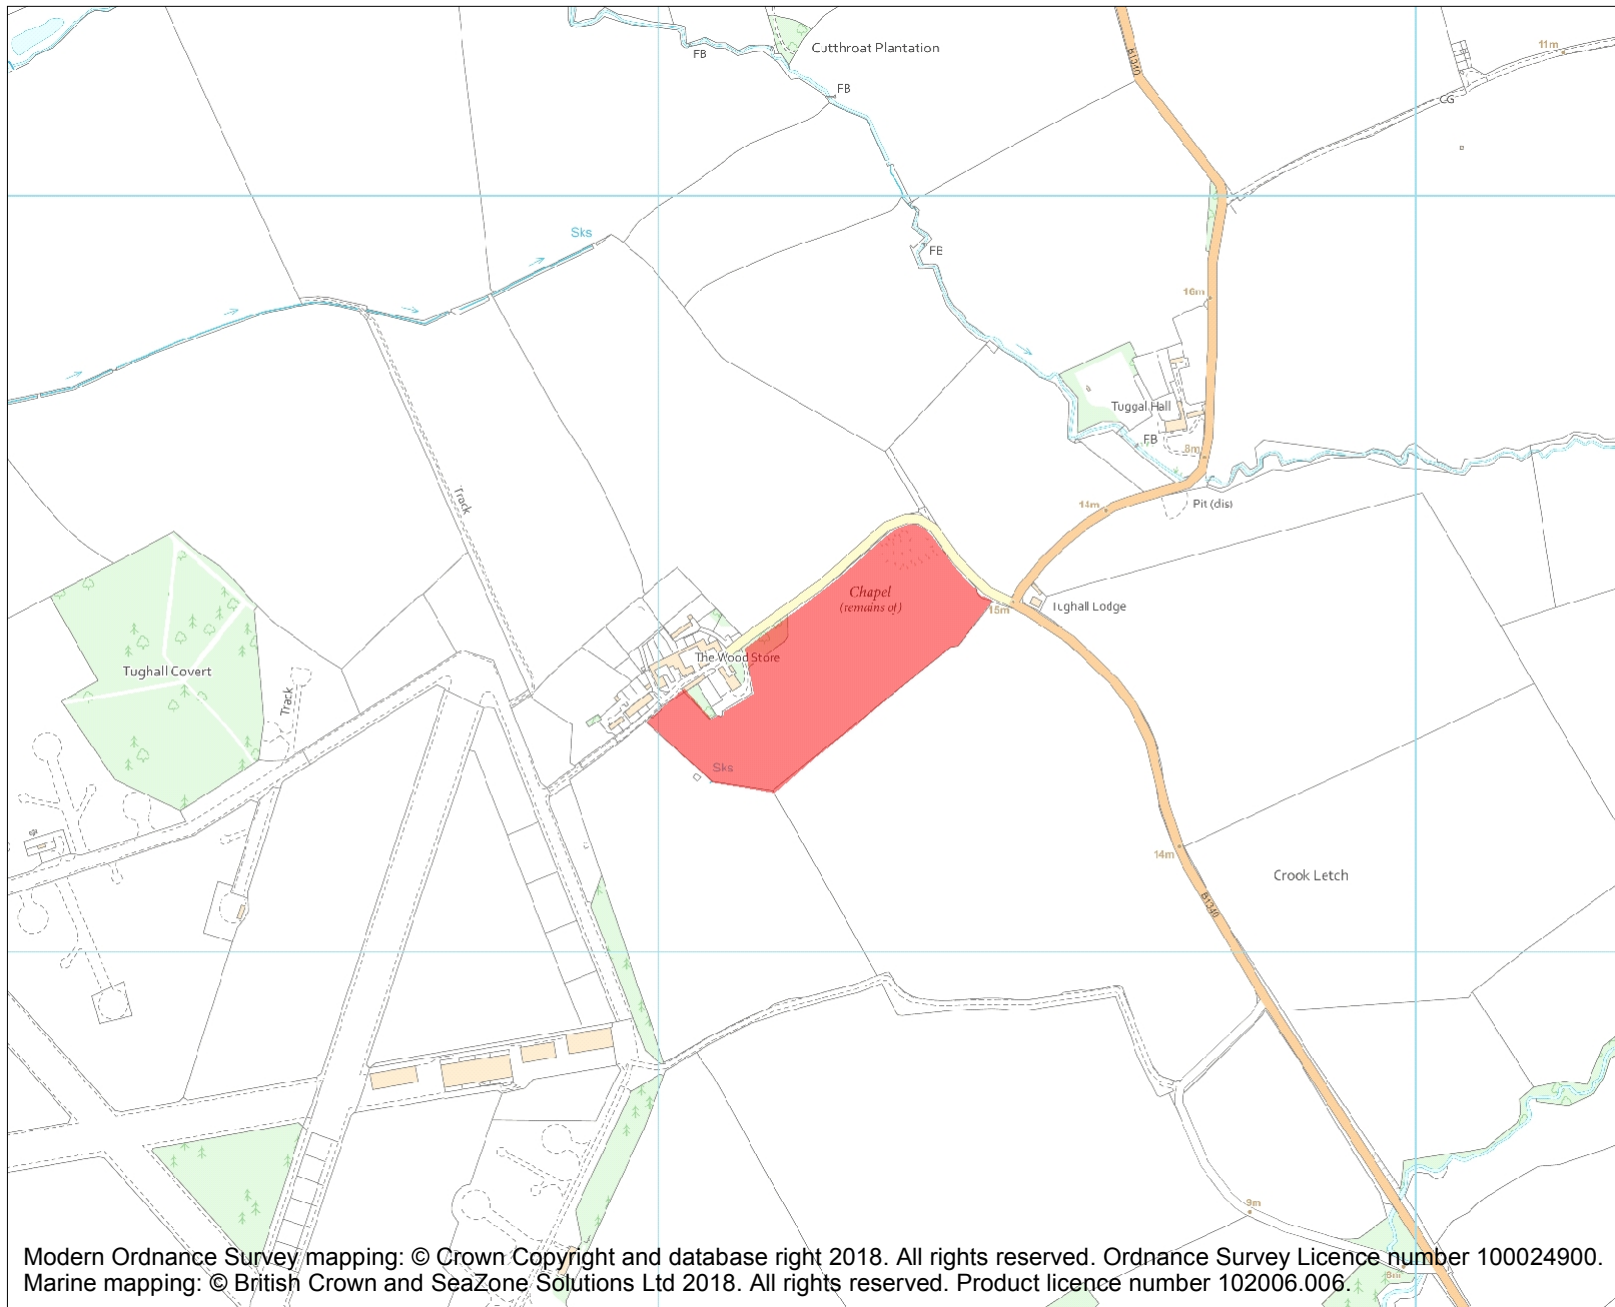 Cutthroat Plantation
FB
FB
B1340
11m
CG
Sks
FB
16m
Tuggal Hall
FB
8m
Track
14m
Pit (dis)
Chapel
(remains of)
15m
Tughall Lodge
The Wood Store
Tughall Covert
Track
Sks
14m
Crook Letch
B1340
9m
8m
Modern Ordnance Survey mapping: © Crown Copyright and database right 2018. All rights reserved. Ordnance Survey Licence number 100024900.
Marine mapping: © British Crown and SeaZone Solutions Ltd 2018. All rights reserved. Product licence number 102006.006.